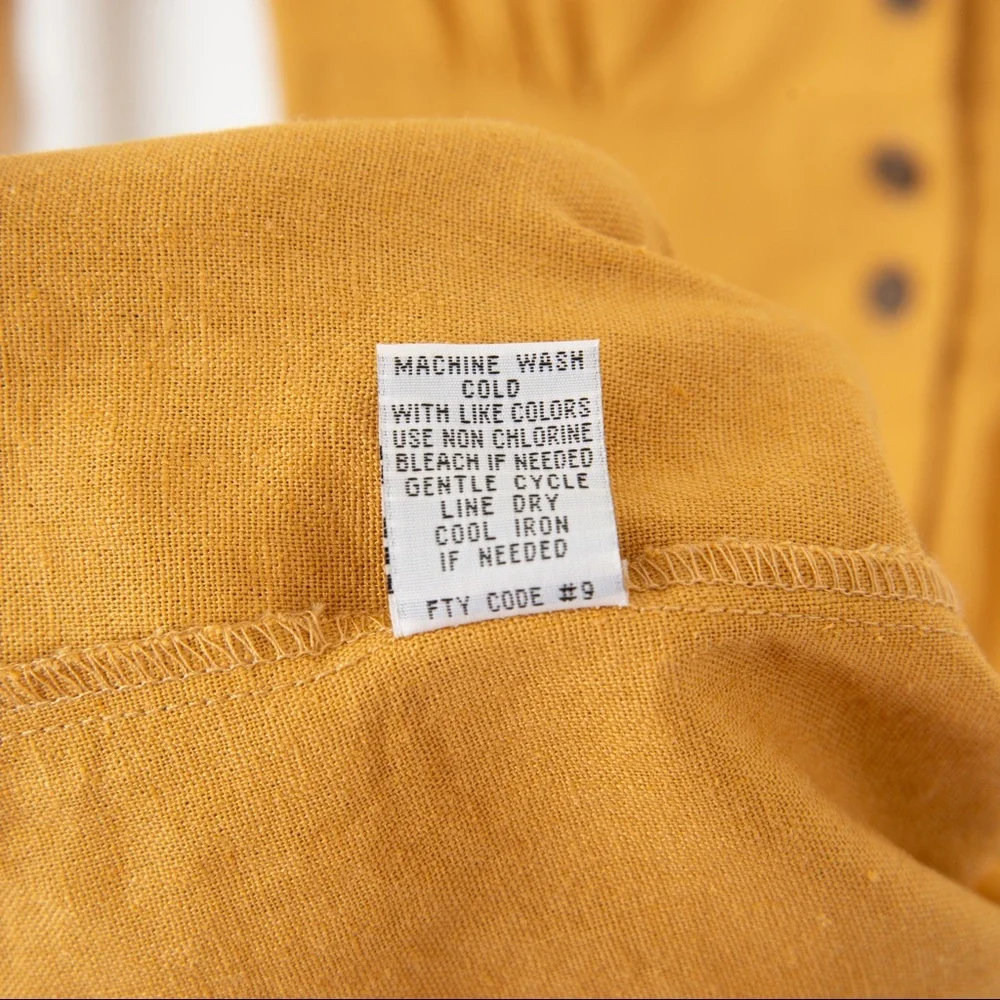 MACHINE WASH
COLD
WITH LIKE COLORS
USE NON CHLORINE
BLEACH IF NEEDED
GENTLE CYCLE
LINE DRY
COOL IRON
IF NEEDED
FTY CODE #9